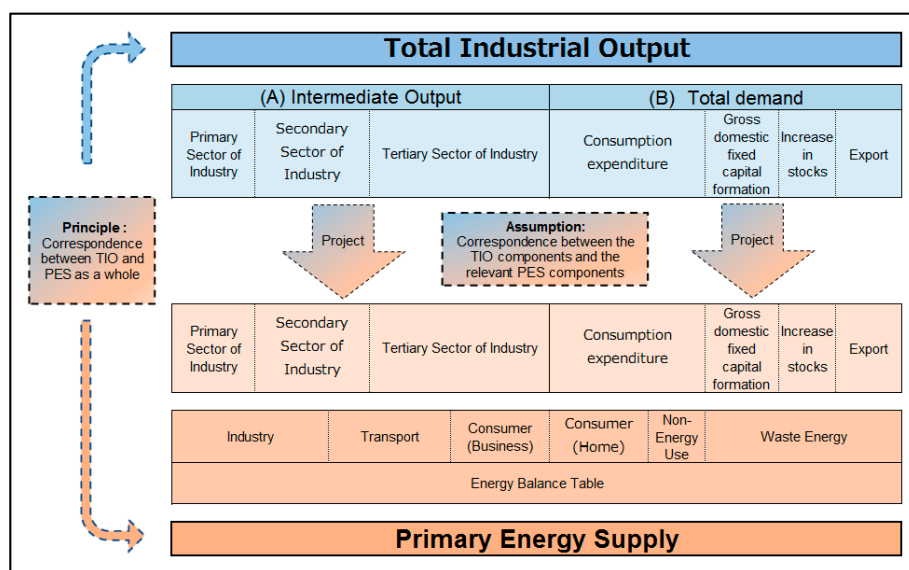 Total Industrial Output
(A) Intermediate Output
(B) Total demand
Primary
Sector of
Industry
Secondary
Sector of
Industry
Tertiary Sector of Industry
Consumption
expenditure
Gross
domestic
fixed
capital
formation
Increase
in
stocks
Export
Principle :
Correspondence
between TIO and
PES as a whole
Project
Assumption:
Correspondence between the
TIO components and the
relevant PES components
Project
Primary
Sector of
Industry
Secondary
Sector of
Industry
Tertiary Sector of Industry
Consumption
expenditure
Gross
domestic
fixed
capital
formation
Increase
in
stocks
Export
Industry
Transport
Consumer
(Business)
Consumer
(Home)
Non-
Energy
Use
Waste Energy
Energy Balance Table
Primary Energy Supply